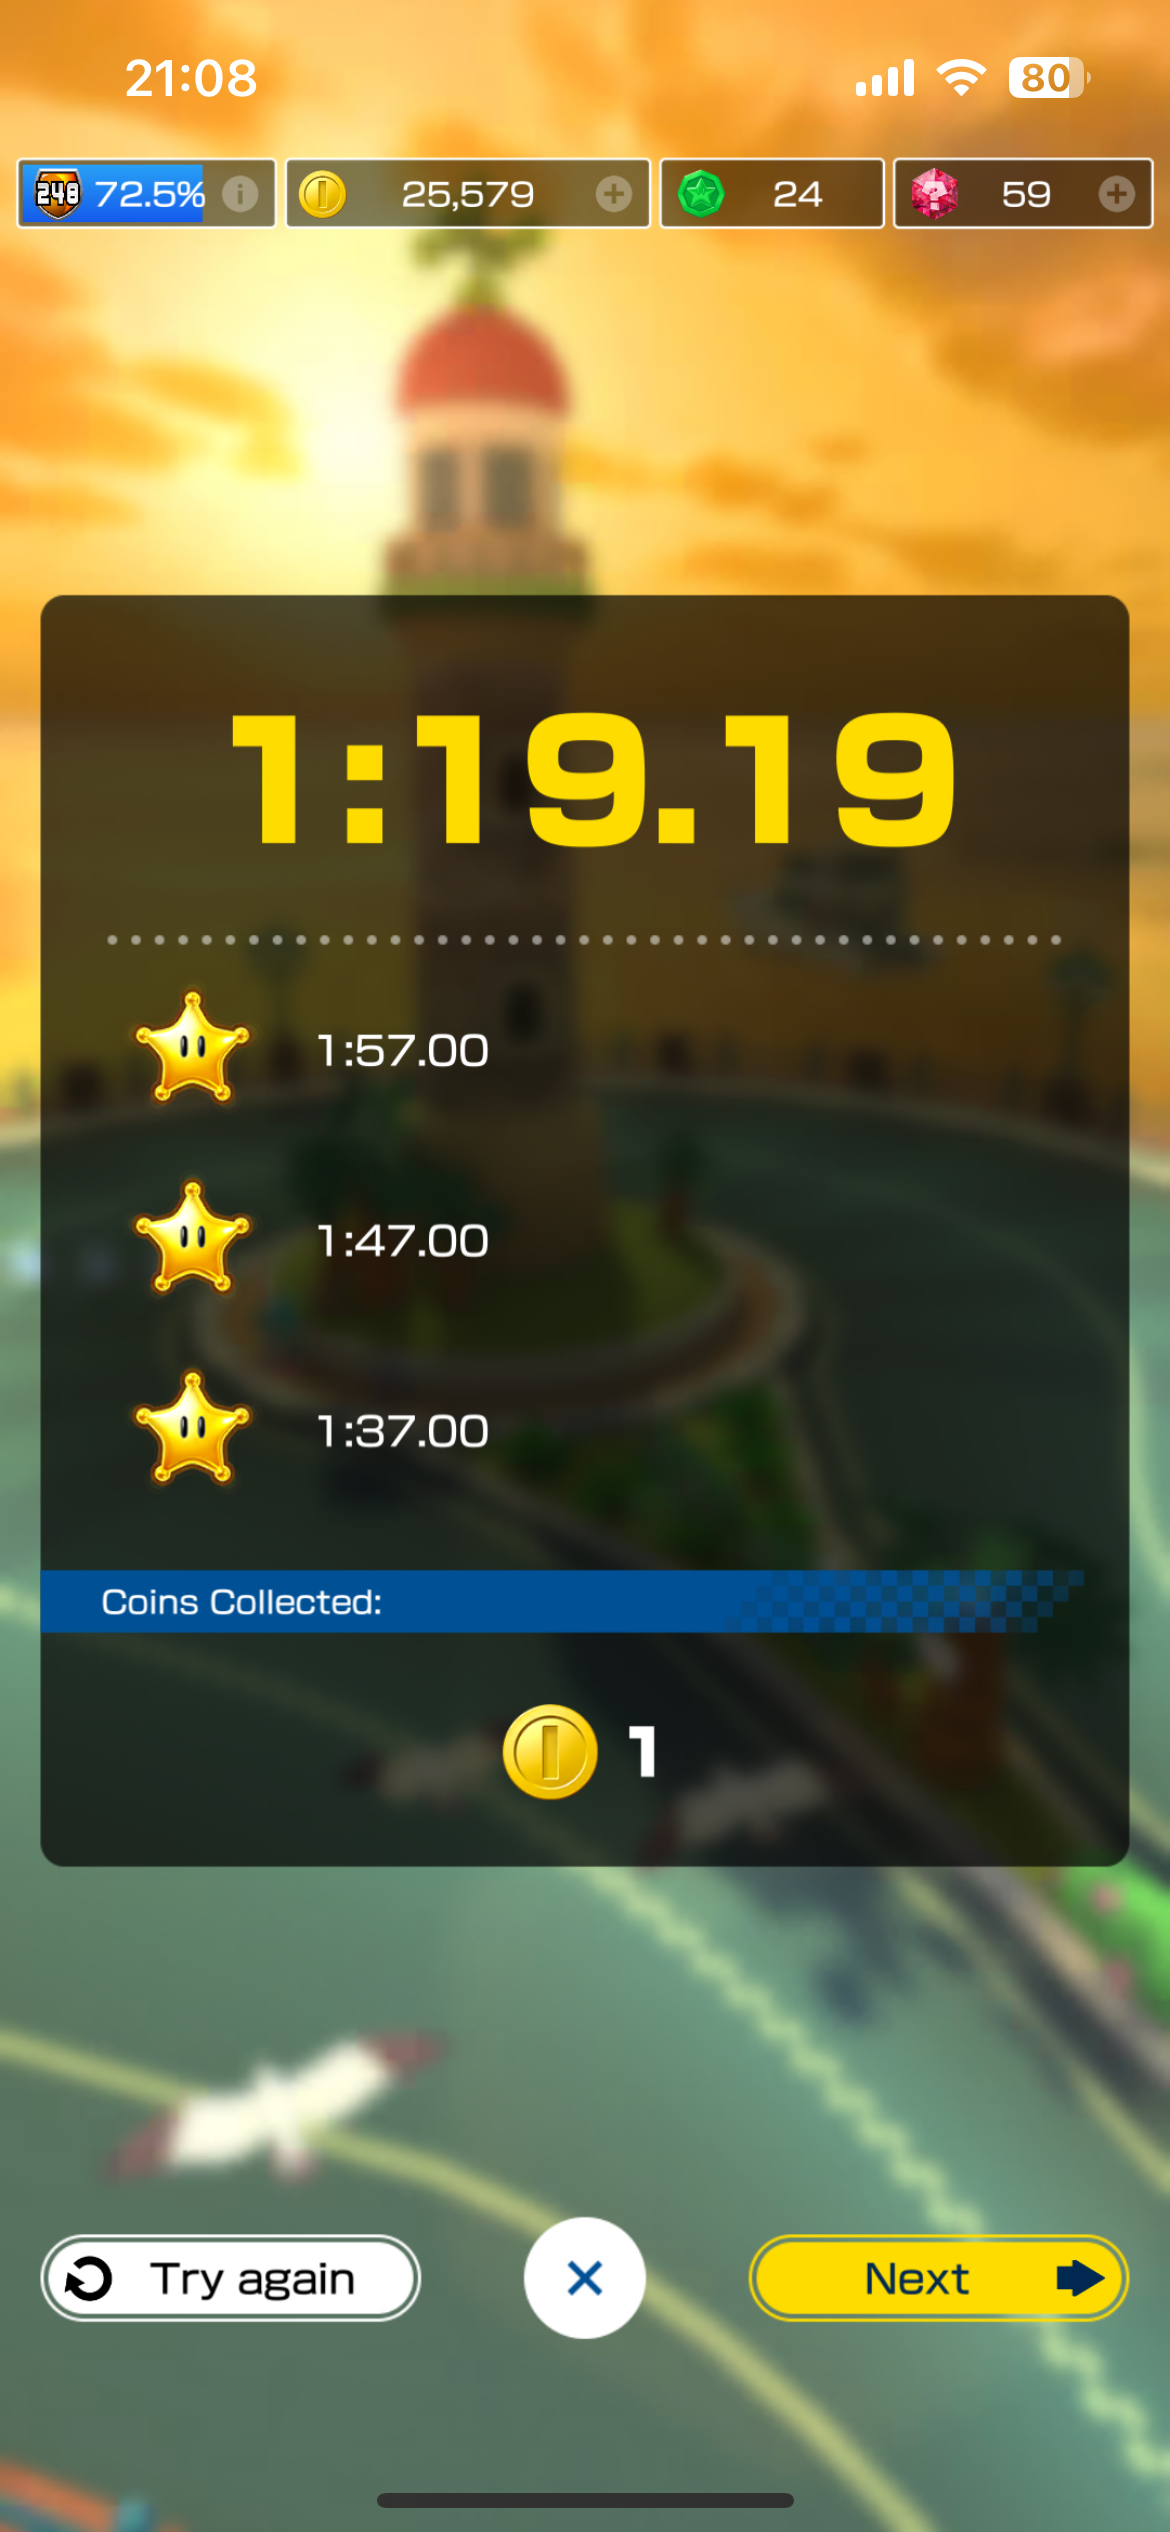 21:08 80
248 72.5% i 25,579 + 24 59 +
1:19.19
1:57.00
1:47.00
1:37.00
Coins Collected:
1
Try again × Next